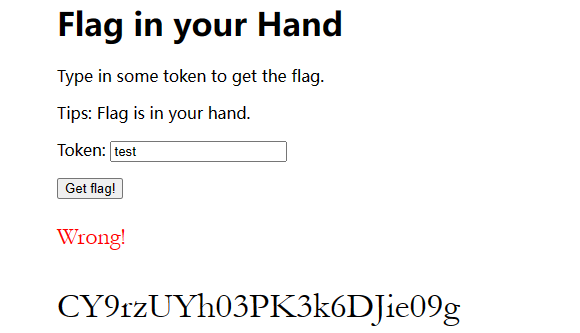 Flag in your Hand
Type in some token to get the flag.
Tips: Flag is in your hand.
Token: test
Get flag!
Wrong!
CY9rzUYh03PK3k6DJie09g